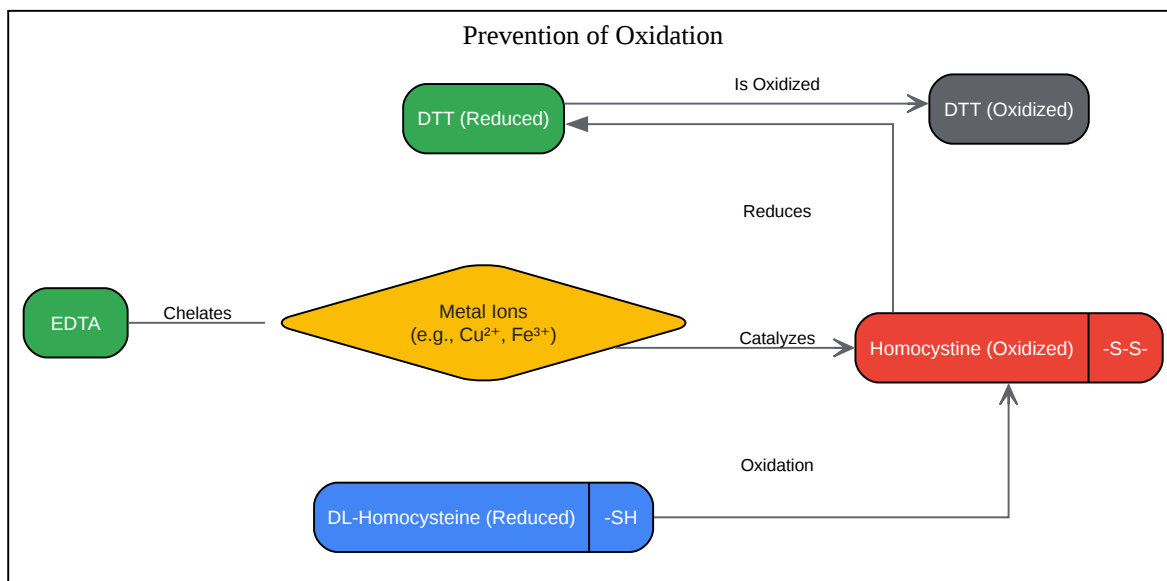 Prevention of Oxidation
Is Oxidized
DTT (Reduced)
DTT (Oxidized)
Reduces
EDTA
Chelates
Metal Ions
(e.g., Cu²⁺, Fe³⁺)
Catalyzes
Homocystine (Oxidized)
-S-S-
Oxidation
DL-Homocysteine (Reduced)
-SH